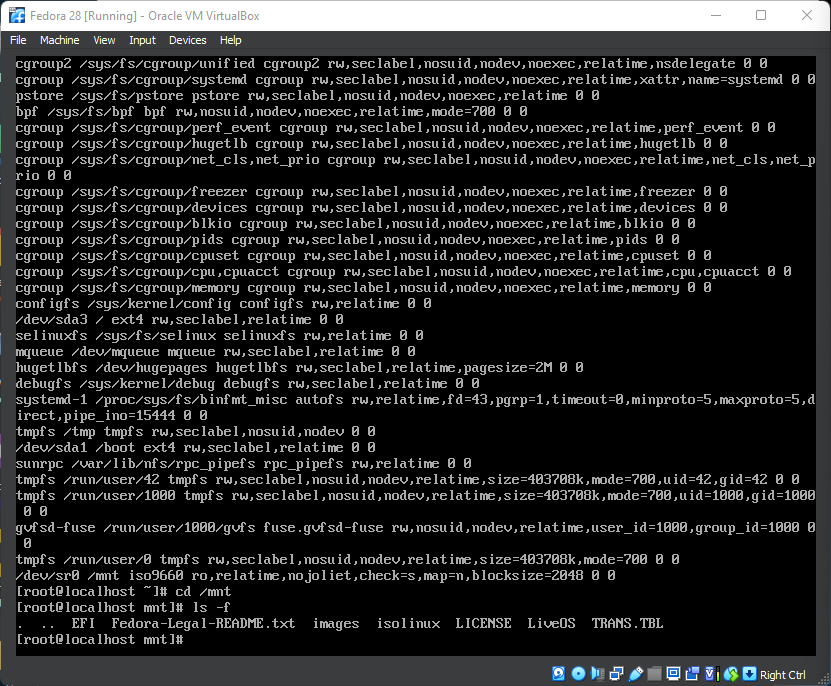 Fedora 28 [Running] - Oracle VM VirtualBox
File Machine View Input Devices Help
cgroup2 /sys/fs/cgroup/unified cgroup2 rw,seclabel,nosuid,nodev,noexec,relatime,nsdelegate 0 0
cgroup /sys/fs/cgroup/systemd cgroup rw,seclabel,nosuid,nodev,noexec,relatime,xattr,name=systemd 0 0
pstore /sys/fs/pstore pstore rw,seclabel,nosuid,nodev,noexec,relatime 0 0
bpf /sys/fs/bpf bpf rw,nosuid,nodev,noexec,relatime,mode=700 0 0
cgroup /sys/fs/cgroup/perf_event cgroup rw,seclabel,nosuid,nodev,noexec,relatime,perf_event 0 0
cgroup /sys/fs/cgroup/hugetlb cgroup rw,seclabel,nosuid,nodev,noexec,relatime,hugetlb 0 0
cgroup /sys/fs/cgroup/net_cls,net_prio cgroup rw,seclabel,nosuid,nodev,noexec,relatime,net_cls,net_p
rio 0 0
cgroup /sys/fs/cgroup/freezer cgroup rw,seclabel,nosuid,nodev,noexec,relatime,freezer 0 0
cgroup /sys/fs/cgroup/devices cgroup rw,seclabel,nosuid,nodev,noexec,relatime,devices 0 0
cgroup /sys/fs/cgroup/blkio cgroup rw,seclabel,nosuid,nodev,noexec,relatime,blkio 0 0
cgroup /sys/fs/cgroup/pids cgroup rw,seclabel,nosuid,nodev,noexec,relatime,pids 0 0
cgroup /sys/fs/cgroup/cpuset cgroup rw,seclabel,nosuid,nodev,noexec,relatime,cpuset 0 0
cgroup /sys/fs/cgroup/cpu,cpuacct cgroup rw,seclabel,nosuid,nodev,noexec,relatime,cpu,cpuacct 0 0
cgroup /sys/fs/cgroup/memory cgroup rw,seclabel,nosuid,nodev,noexec,relatime,memory 0 0
configfs /sys/kernel/config configfs rw,relatime 0 0
/dev/sda3 / ext4 rw,seclabel,relatime 0 0
selinuxfs /sys/fs/selinux selinuxfs rw,relatime 0 0
mqueue /dev/mqueue mqueue rw,seclabel,relatime 0 0
hugetlbfs /dev/hugepages hugetlbfs rw,seclabel,relatime,pagesize=2M 0 0
debugfs /sys/kernel/debug debugfs rw,seclabel,relatime 0 0
systemd-1 /proc/sys/fs/binfmt_misc autofs rw,relatime,fd=43,pgrp=1,timeout=0,minproto=5,maxproto=5,d
irect,pipe_ino=15444 0 0
tmpfs /tmp tmpfs rw,seclabel,nosuid,nodev 0 0
/dev/sda1 /boot ext4 rw,seclabel,relatime 0 0
sunrpc /var/lib/nfs/rpc_pipefs rpc_pipefs rw,relatime 0 0
tmpfs /run/user/42 tmpfs rw,seclabel,nosuid,nodev,relatime,size=403708k,mode=700,uid=42,gid=42 0 0
tmpfs /run/user/1000 tmpfs rw,seclabel,nosuid,nodev,relatime,size=403708k,mode=700,uid=1000,gid=1000
0 0
gvfsd-fuse /run/user/1000/gvfs fuse.gvfsd-fuse rw,nosuid,nodev,relatime,user_id=1000,group_id=1000 0
0
tmpfs /run/user/0 tmpfs rw,seclabel,nosuid,nodev,relatime,size=403708k,mode=700 0 0
/dev/sr0 /mnt iso9660 ro,relatime,nojoliet,check=s,map=n,blocksize=2048 0 0
[root@localhost ~]# cd /mnt
[root@localhost mnt]# ls -f
. .. EFI Fedora-Legal-README.txt images isolinux LICENSE LiveOS TRANS.TBL
[root@localhost mnt]#
Right Ctrl